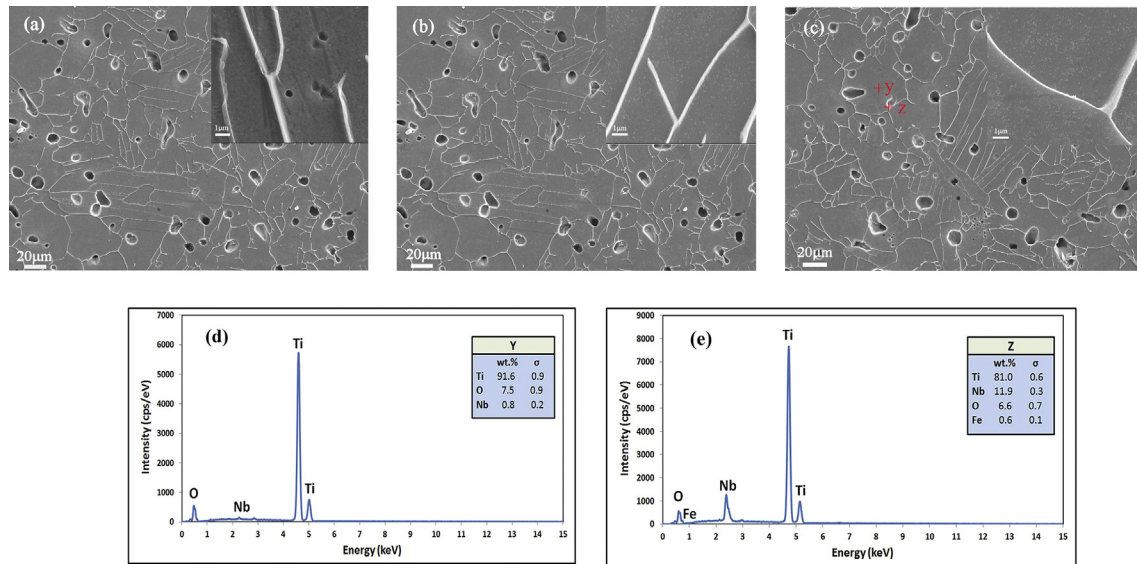 (a)
1μm
20μm
(b)
1μm
20μm
(c)
+y
+ z
1μm
20μm
(d)
Intensity (cps/eV)
7000
6000
5000
4000
3000
2000
1000
0
Ti
O
Nb
Ti
Y
wt.% σ
Ti 91.6 0.9
O 7.5 0.9
Nb 0.8 0.2
0 1 2 3 4 5 6 7 8 9 10 11 12 13 14 15
Energy (keV)
(e)
Intensity (cps/eV)
9000
8000
7000
6000
5000
4000
3000
2000
1000
0
Ti
O
Fe
Nb
Ti
Z
wt.% σ
Ti 81.0 0.6
Nb 11.9 0.3
O 6.6 0.7
Fe 0.6 0.1
0 1 2 3 4 5 6 7 8 9 10 11 12 13 14 15
Energy (keV)